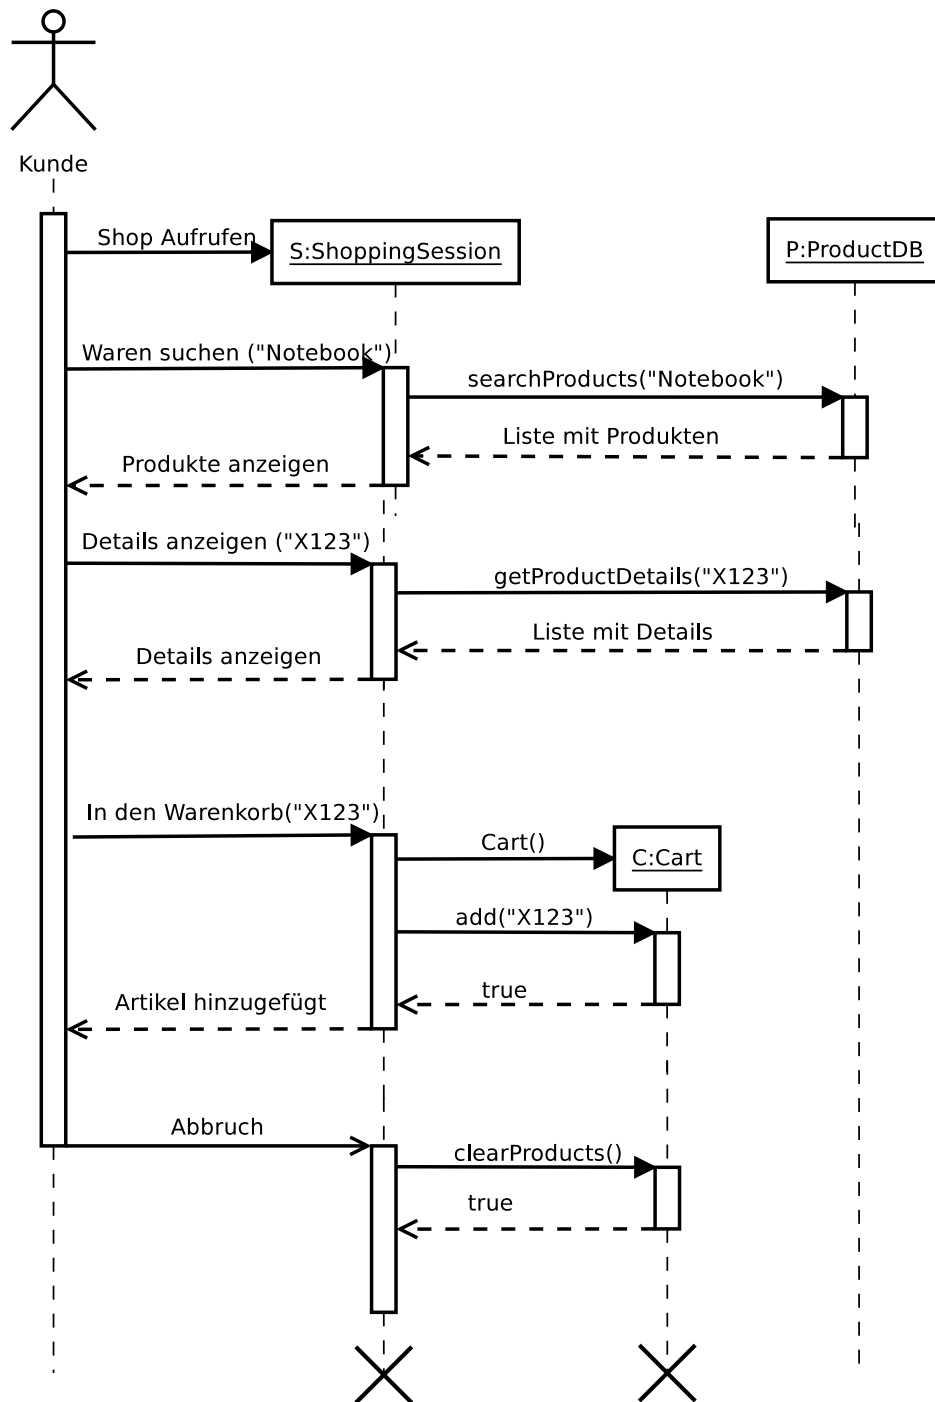 Kunde
Shop Aufrufen
S:ShoppingSession
P:ProductDB
Waren suchen ("Notebook")
searchProducts("Notebook")
Liste mit Produkten
Produkte anzeigen
Details anzeigen ("X123")
getProductDetails("X123")
Liste mit Details
Details anzeigen
In den Warenkorb("X123")
Cart()
C:Cart
add("X123")
true
Artikel hinzugefügt
Abbruch
clearProducts()
true